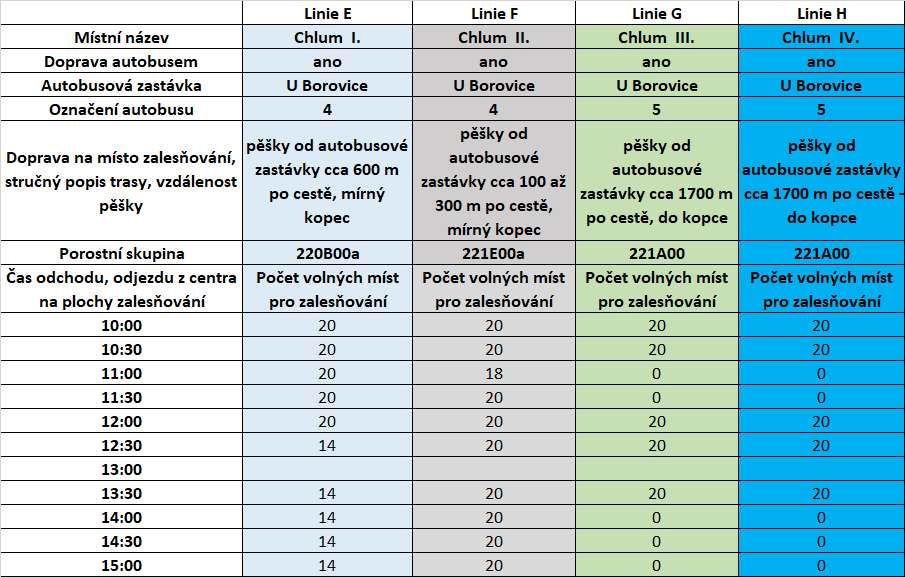 Linie E Linie F Linie G Linie H
Místní název Chlum I. Chlum II. Chlum III. Chlum IV.
Doprava autobusem ano ano ano ano
Autobusová zastávka U Borovice U Borovice U Borovice U Borovice
Označení autobusu 4 4 5 5
Doprava na místo zalesňování,
stručný popis trasy, vzdálenost
pěšky
pěšky od autobusové
zastávky cca 600 m
po cestě, mírný
kopec
pěšky od
autobusové
zastávky cca 100 až
300 m po cestě,
mírný kopec
pěšky od
autobusové
zastávky cca 1700 m
po cestě, do kopce
pěšky od
autobusové zastávky
cca 1700 m po cestě -
do kopce
Porostní skupina 220B00a 221E00a 221A00 221A00
Čas odchodu, odjezdu z centra
na plochy zalesňování
Počet volných míst
pro zalesňování
Počet volných míst
pro zalesňování
Počet volných míst
pro zalesňování
Počet volných míst
pro zalesňování
10:00 20 20 20 20
10:30 20 20 20 20
11:00 20 18 0 0
11:30 20 20 0 0
12:00 20 20 20 20
12:30 14 20 20 20
13:00
13:30 14 20 20 20
14:00 14 20 0 0
14:30 14 20 0 0
15:00 14 20 0 0